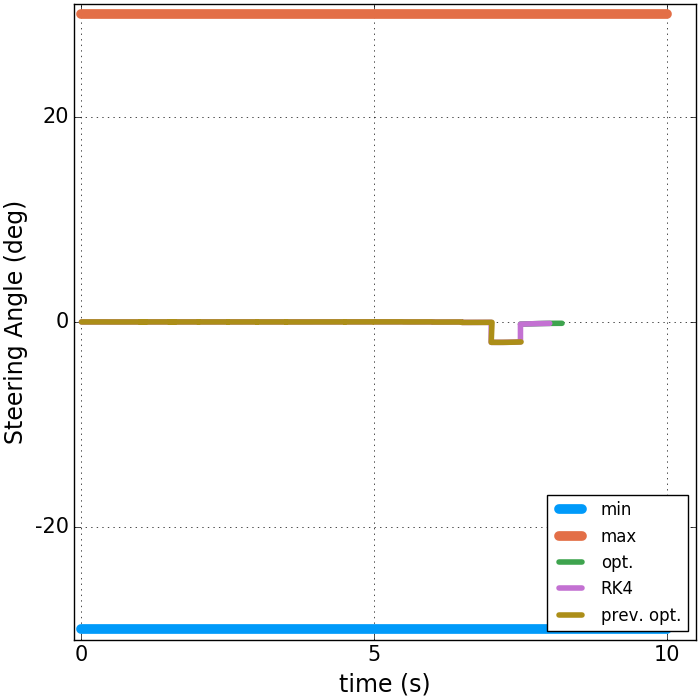 20
0
-20
Steering Angle (deg)
0
5
10
time (s)
min
max
opt.
RK4
prev. opt.